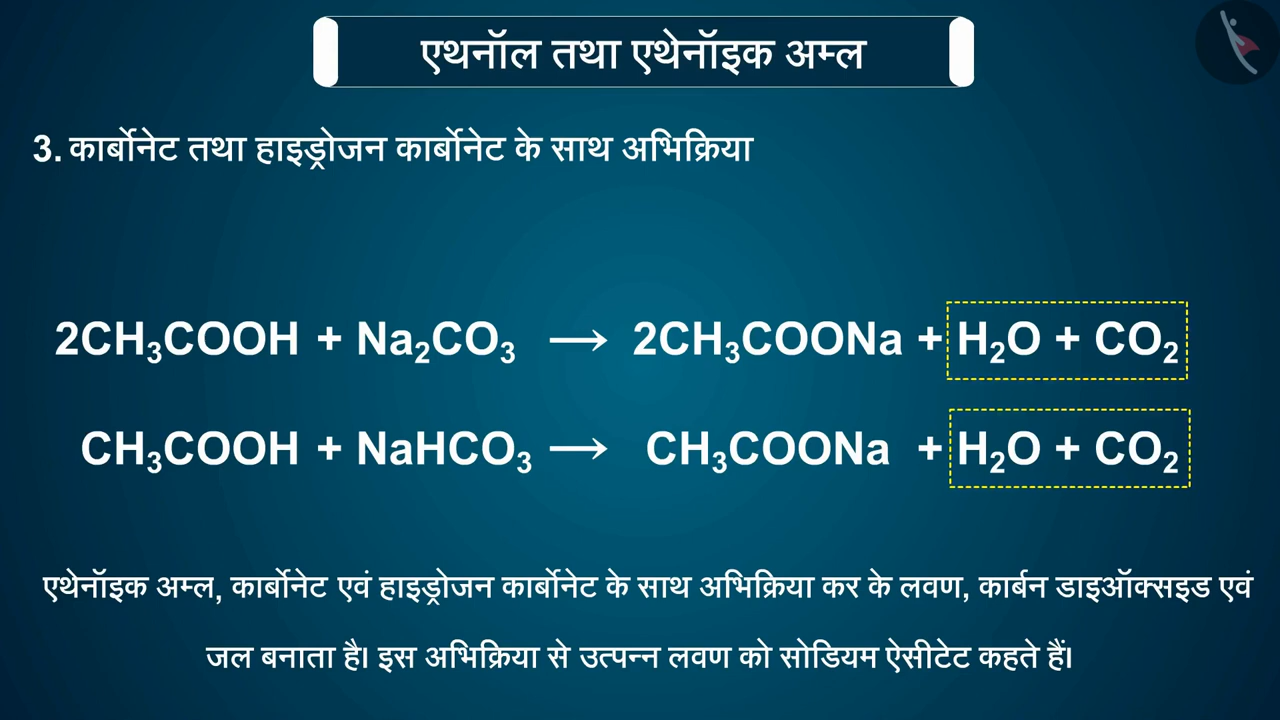 एथनॉल तथा एथेनॉइक अम्ल
3. कार्बोनेट तथा हाइड्रोजन कार्बोनेट के साथ अभिक्रिया
2CH₃COOH + Na₂CO₃ ⟶ 2CH₃COONa + H₂O + CO₂
CH₃COOH + NaHCO₃ ⟶ CH₃COONa + H₂O + CO₂
एथेनॉइक अम्ल, कार्बोनेट एवं हाइड्रोजन कार्बोनेट के साथ अभिक्रिया कर के लवण, कार्बन डाइऑक्सइड एवं
जल बनाता है। इस अभिक्रिया से उत्पन्न लवण को सोडियम ऐसीटेट कहते हैं।